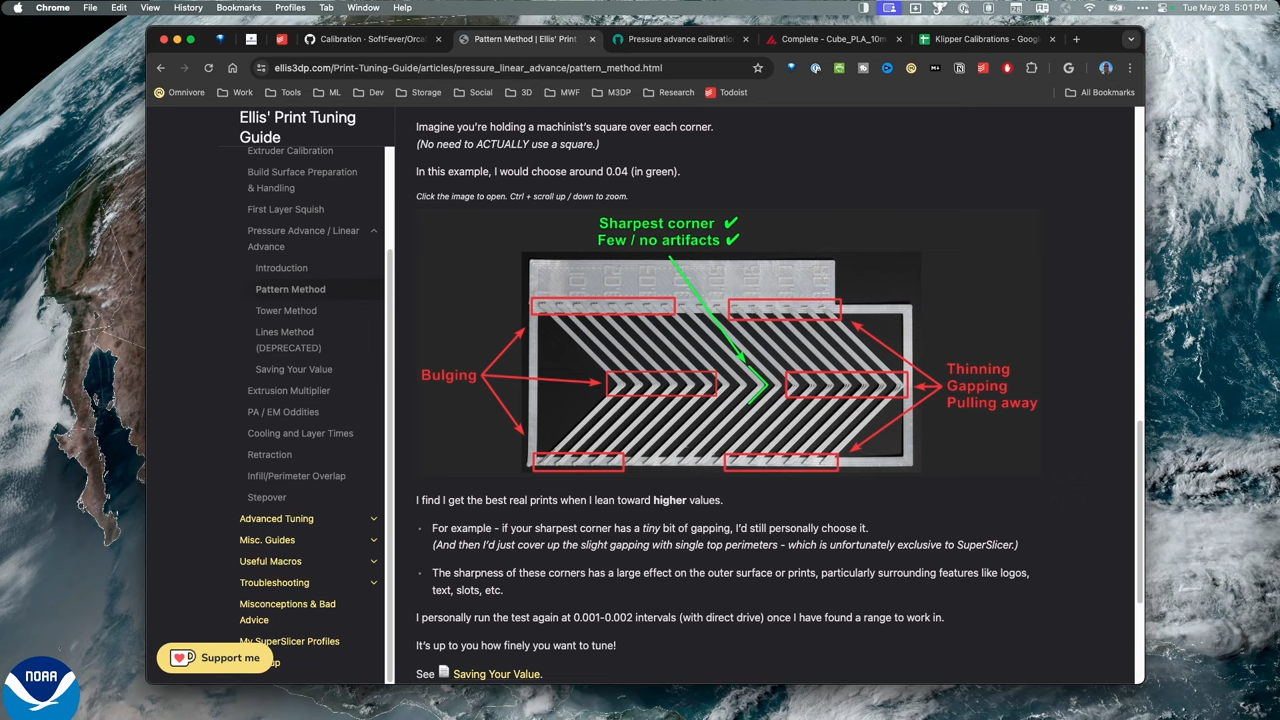 Chrome File Edit View History Bookmarks Profiles Tab Window Help
Tue May 28 5:01 PM
Calibration · SoftFever/Orca
Pattern Method | Ellis' Print
Pressure advance calibratio
Complete - Cube_PLA_10m
Klipper Calibrations - Googl
ellis3dp.com/Print-Tuning-Guide/articles/pressure_linear_advance/pattern_method.html
Omnivore Work Tools ML Dev Storage Social 3D MWF M3DP Research Todoist All Bookmarks
Ellis' Print Tuning
Guide
Extruder Calibration
Build Surface Preparation
& Handling
First Layer Squish
Pressure Advance / Linear
Advance
Introduction
Pattern Method
Tower Method
Lines Method
(DEPRECATED)
Saving Your Value
Extrusion Multiplier
PA / EM Oddities
Cooling and Layer Times
Retraction
Infill/Perimeter Overlap
Stepover
Advanced Tuning
Misc. Guides
Useful Macros
Troubleshooting
Misconceptions & Bad
Advice
My SuperSlicer Profiles
Support me
NOAA
Imagine you're holding a machinist's square over each corner.
(No need to ACTUALLY use a square.)
In this example, I would choose around 0.04 (in green).
Click the image to open. Ctrl + scroll up / down to zoom.
Sharpest corner ✔
Few / no artifacts ✔
Bulging
Thinning
Gapping
Pulling away
I find I get the best real prints when I lean toward higher values.
For example - if your sharpest corner has a tiny bit of gapping, I'd still personally choose it.
(And then I'd just cover up the slight gapping with single top perimeters - which is unfortunately exclusive to SuperSlicer.)
The sharpness of these corners has a large effect on the outer surface or prints, particularly surrounding features like logos,
text, slots, etc.
I personally run the test again at 0.001-0.002 intervals (with direct drive) once I have found a range to work in.
It's up to you how finely you want to tune!
See Saving Your Value.